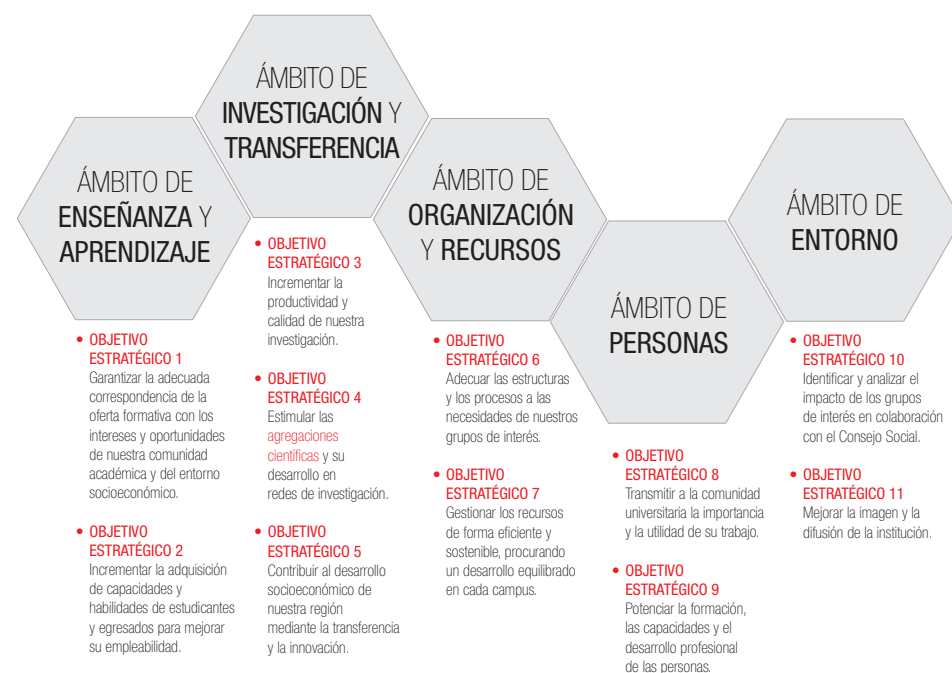 ÁMBITO DE
ENSEÑANZA Y
APRENDIZAJE
• OBJETIVO
ESTRATÉGICO 1
Garantizar la adecuada
correspondencia de la
oferta formativa con los
intereses y oportunidades
de nuestra comunidad
académica y del entorno
socioeconómico.
• OBJETIVO
ESTRATÉGICO 2
Incrementar la adquisición
de capacidades y
habilidades de estudiantes
y egresados para mejorar
su empleabilidad.
ÁMBITO DE
INVESTIGACIÓN Y
TRANSFERENCIA
• OBJETIVO
ESTRATÉGICO 3
Incrementar la
productividad y
calidad de nuestra
investigación.
• OBJETIVO
ESTRATÉGICO 4
Estimular las
agregaciones
científicas y su
desarrollo en
redes de investigación.
• OBJETIVO
ESTRATÉGICO 5
Contribuir al desarrollo
socioeconómico de
nuestra región
mediante la transferencia
y la innovación.
ÁMBITO DE
ORGANIZACIÓN
Y RECURSOS
• OBJETIVO
ESTRATÉGICO 6
Adecuar las estructuras
y los procesos a las
necesidades de nuestros
grupos de interés.
• OBJETIVO
ESTRATÉGICO 7
Gestionar los recursos
de forma eficiente y
sostenible, procurando
un desarrollo equilibrado
en cada campus.
ÁMBITO DE
PERSONAS
• OBJETIVO
ESTRATÉGICO 8
Transmitir a la comunidad
universitaria la importancia
y la utilidad de su trabajo.
• OBJETIVO
ESTRATÉGICO 9
Potenciar la formación,
las capacidades y el
desarrollo profesional
de las personas.
ÁMBITO DE
ENTORNO
• OBJETIVO
ESTRATÉGICO 10
Identificar y analizar el
impacto de los grupos
de interés en colaboración
con el Consejo Social.
• OBJETIVO
ESTRATÉGICO 11
Mejorar la imagen y la
difusión de la institución.